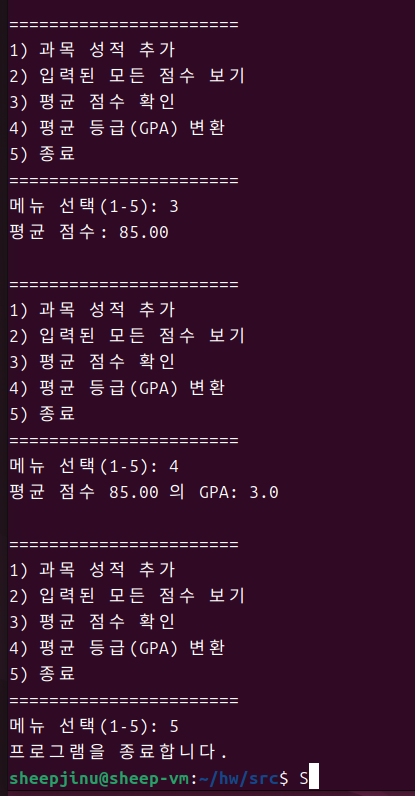 =======================
1) 과목 성적 추가
2) 입력된 모든 점수 보기
3) 평균 점수 확인
4) 평균 등급(GPA) 변환
5) 종료
=======================
메뉴 선택(1-5): 3
평균 점수: 85.00
=======================
1) 과목 성적 추가
2) 입력된 모든 점수 보기
3) 평균 점수 확인
4) 평균 등급(GPA) 변환
5) 종료
=======================
메뉴 선택(1-5): 4
평균 점수 85.00 의 GPA: 3.0
=======================
1) 과목 성적 추가
2) 입력된 모든 점수 보기
3) 평균 점수 확인
4) 평균 등급(GPA) 변환
5) 종료
=======================
메뉴 선택(1-5): 5
프로그램을 종료합니다.
sheepjinu@sheep-vm:~/hw/src$ S